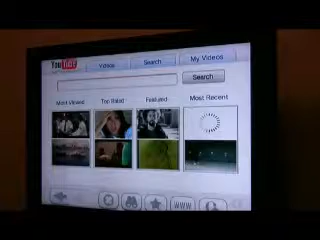 YouTube
Videos
Search
My Videos
Search
Most Viewed
Top Rated
Featured
Most Recent
WWW